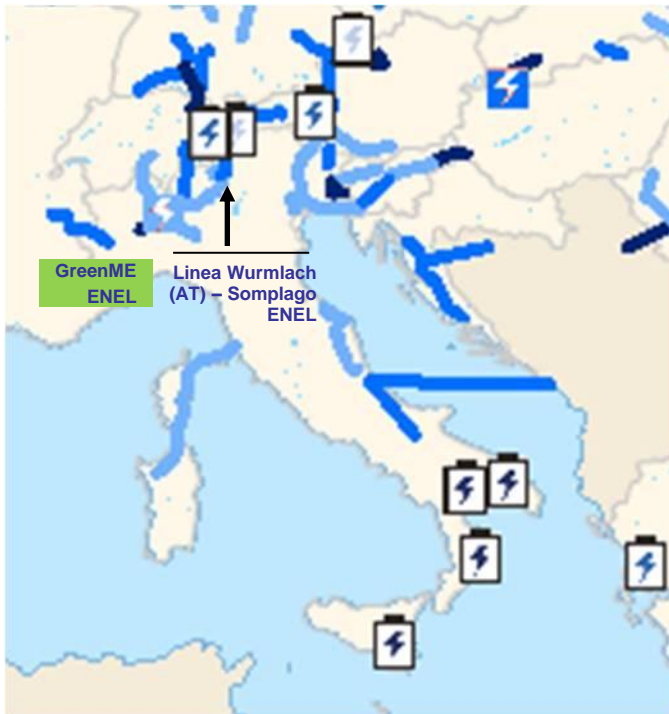 GreenME
ENEL
Linea Wurmlach
(AT) – Somplago
ENEL